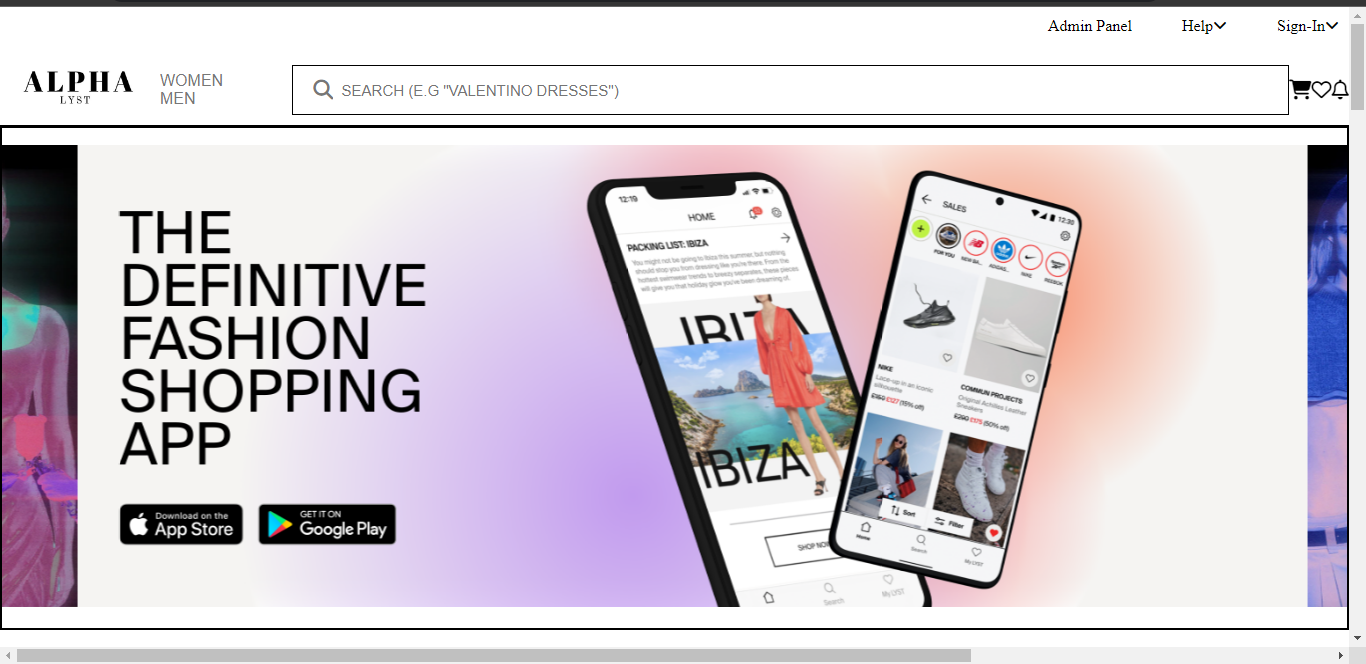 Admin Panel
Help
Sign-In
ALPHA
LYST
WOMEN
MEN
SEARCH (E.G "VALENTINO DRESSES")
THE
DEFINITIVE
FASHION
SHOPPING
APP
Download on the
App Store
GET IT ON
Google Play
12:19
HOME
PACKING LIST: IBIZA
You might not be going to Ibiza this summer, but nothing
should stop you from dressing like you're there. From the
hottest swimwear trends to breezy separates, these pieces
will give you that holiday glow you've been dreaming of.
IBIZA
IBIZA
SHOP NOW
Search
My LYST
12:30
SALES
FOR YOU
NEW BA...
ADIDAS...
NIKE
REEBOK
NIKE
Lace-up in an iconic
silhouette
£150 £127 (15% off)
COMMUN PROJECTS
Original Achilles Leather
Sneakers
£250 £175 (50% off)
Sort
Filter
Home
Search
My LYST